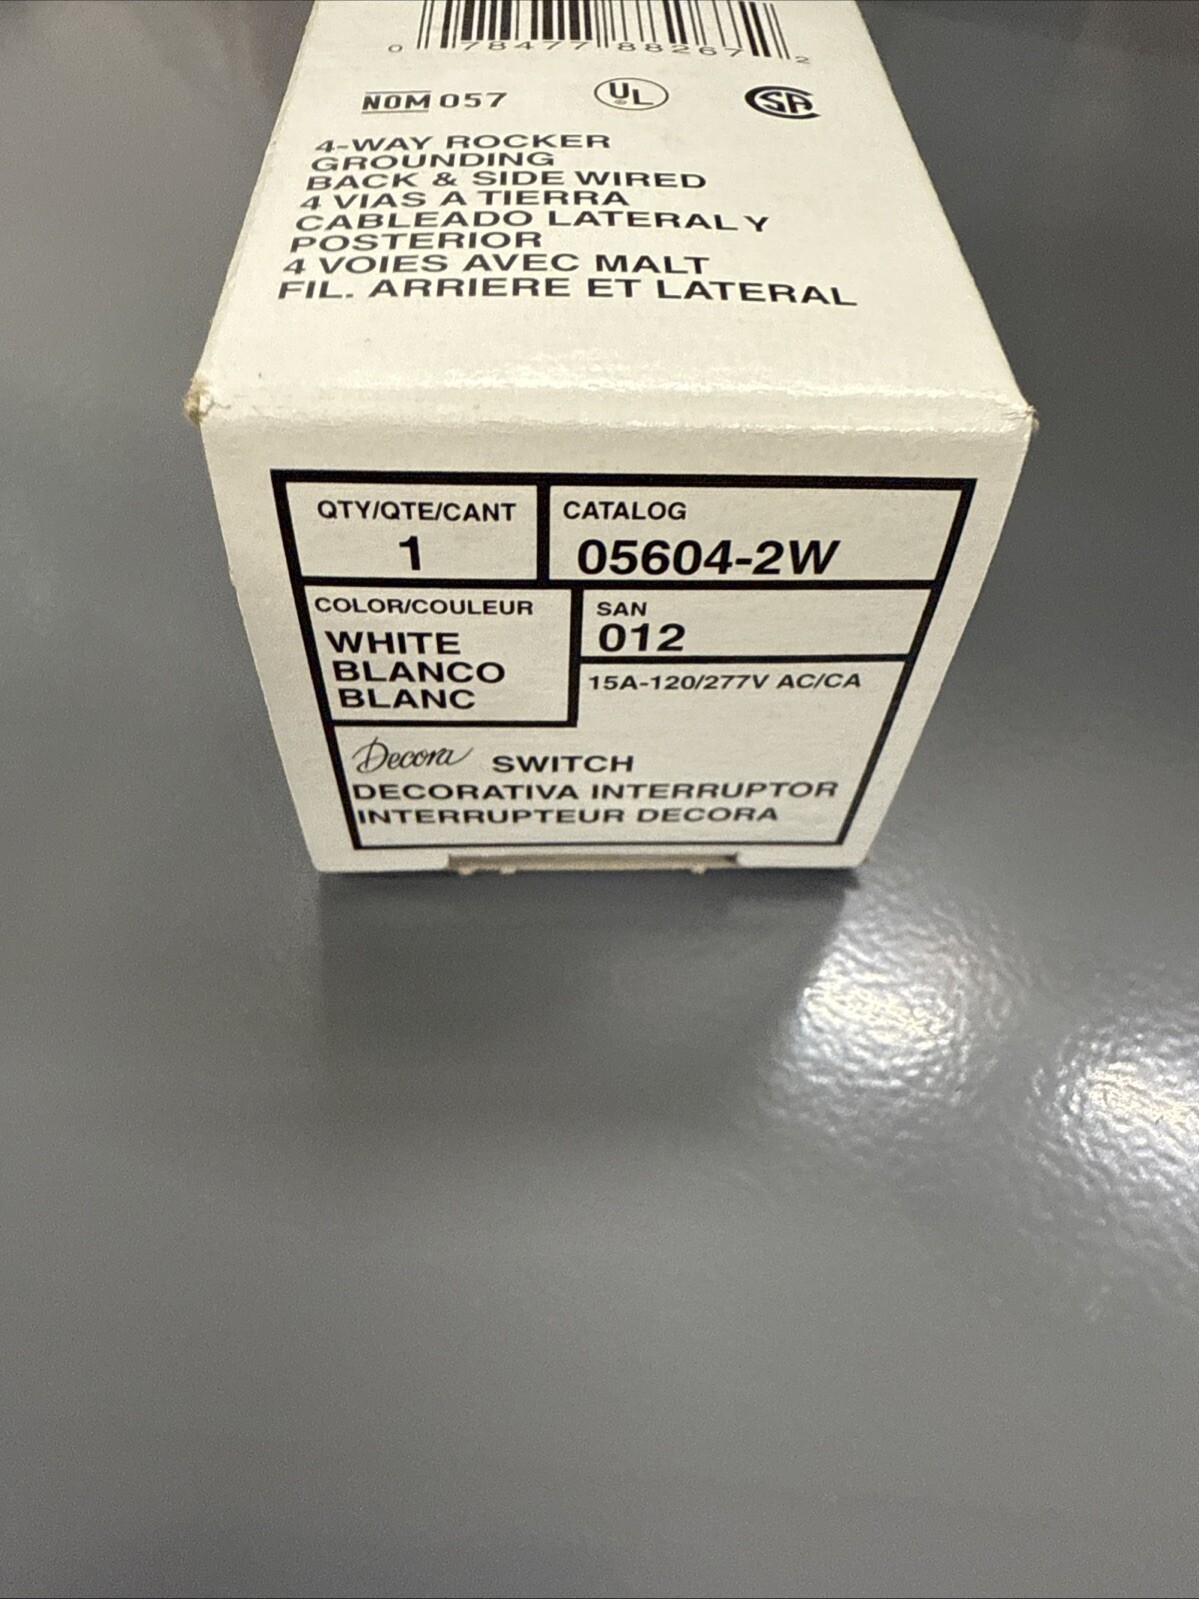 0 78477 88267 2
NOM 057 UL SA
4-WAY ROCKER
GROUNDING
BACK & SIDE WIRED
4 VIAS A TIERRA
CABLEADO LATERAL Y
POSTERIOR
4 VOIES AVEC MALT
FIL. ARRIERE ET LATERAL
QTY/QTE/CANT
1
CATALOG
05604-2W
COLOR/COULEUR
WHITE
BLANCO
BLANC
SAN
012
15A-120/277V AC/CA
Decora SWITCH
DECORATIVA INTERRUPTOR
INTERRUPTEUR DECORA